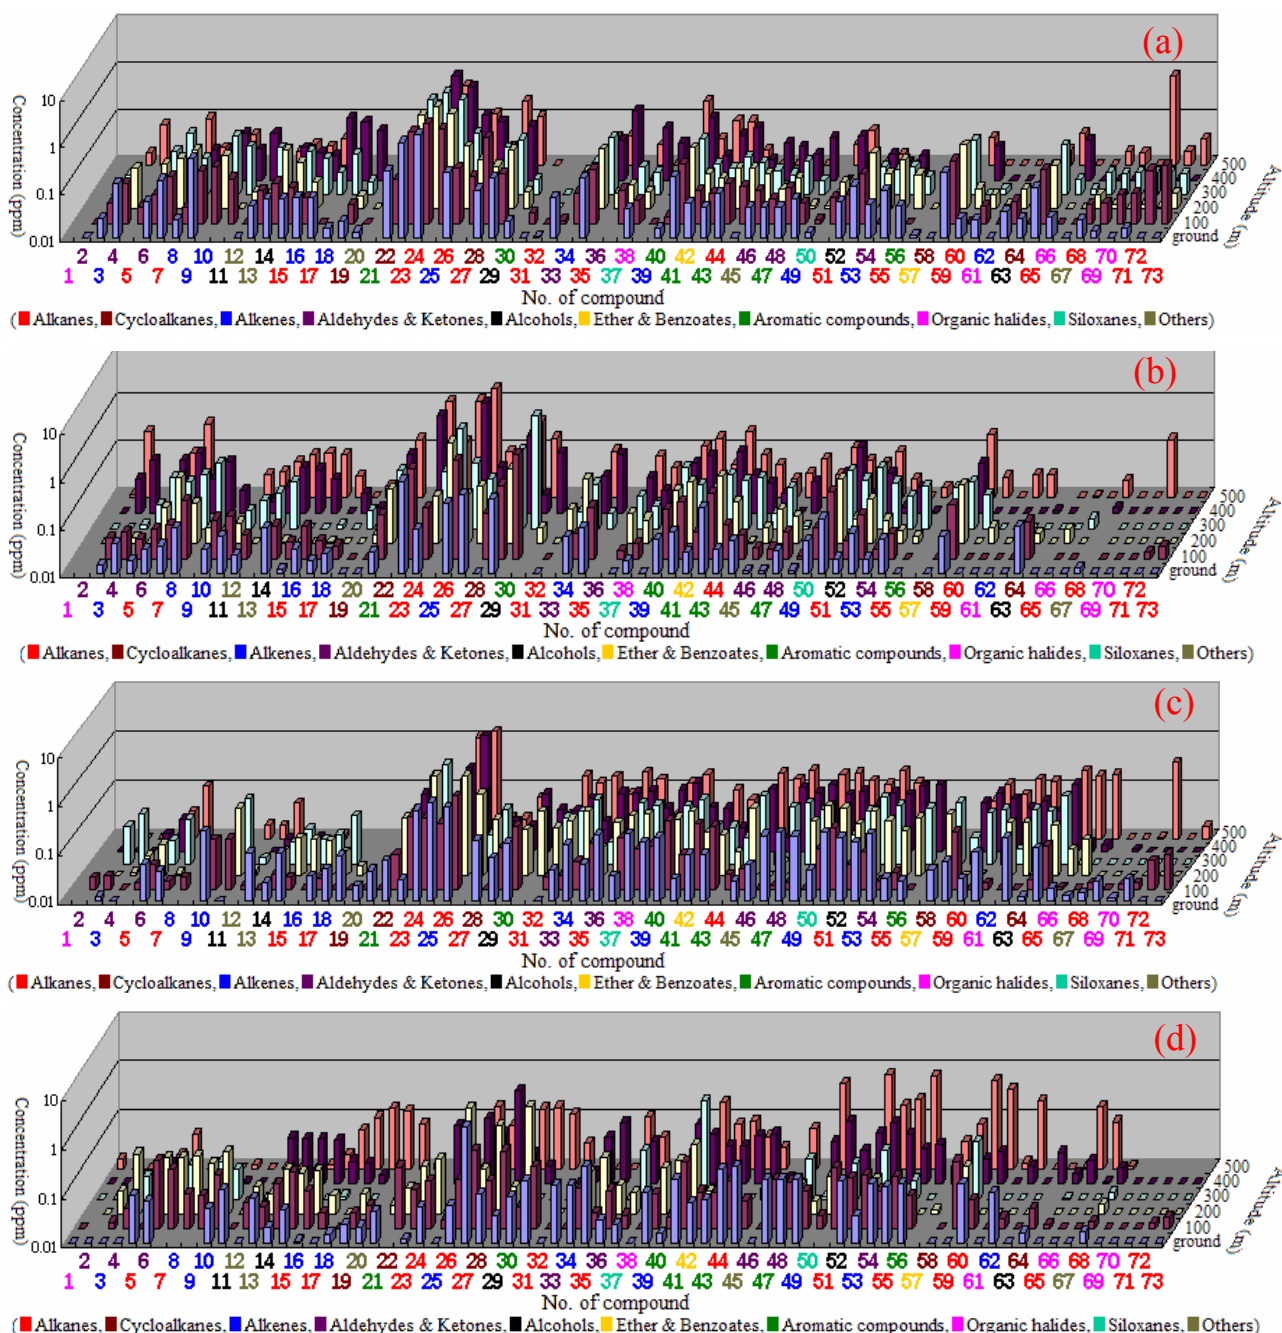 (a)
Concentration (ppm)
10
1
0.1
0.01
500
400
300
200
100
ground
Altitude (m)
2 4 6 8 10 12 14 16 18 20 22 24 26 28 30 32 34 36 38 40 42 44 46 48 50 52 54 56 58 60 62 64 66 68 70 72
1 3 5 7 9 11 13 15 17 19 21 23 25 27 29 31 33 35 37 39 41 43 45 47 49 51 53 55 57 59 61 63 65 67 69 71 73
No. of compound
(Alkanes, Cycloalkanes, Alkenes, Aldehydes & Ketones, Alcohols, Ether & Benzoates, Aromatic compounds, Organic halides, Siloxanes, Others)
(b)
Concentration (ppm)
10
1
0.1
0.01
500
400
300
200
100
ground
Altitude (m)
2 4 6 8 10 12 14 16 18 20 22 24 26 28 30 32 34 36 38 40 42 44 46 48 50 52 54 56 58 60 62 64 66 68 70 72
1 3 5 7 9 11 13 15 17 19 21 23 25 27 29 31 33 35 37 39 41 43 45 47 49 51 53 55 57 59 61 63 65 67 69 71 73
No. of compound
(Alkanes, Cycloalkanes, Alkenes, Aldehydes & Ketones, Alcohols, Ether & Benzoates, Aromatic compounds, Organic halides, Siloxanes, Others)
(c)
Concentration (ppm)
10
1
0.1
0.01
500
400
300
200
100
ground
Altitude (m)
2 4 6 8 10 12 14 16 18 20 22 24 26 28 30 32 34 36 38 40 42 44 46 48 50 52 54 56 58 60 62 64 66 68 70 72
1 3 5 7 9 11 13 15 17 19 21 23 25 27 29 31 33 35 37 39 41 43 45 47 49 51 53 55 57 59 61 63 65 67 69 71 73
No. of compound
(Alkanes, Cycloalkanes, Alkenes, Aldehydes & Ketones, Alcohols, Ether & Benzoates, Aromatic compounds, Organic halides, Siloxanes, Others)
(d)
Concentration (ppm)
10
1
0.1
0.01
500
400
300
200
100
ground
Altitude (m)
2 4 6 8 10 12 14 16 18 20 22 24 26 28 30 32 34 36 38 40 42 44 46 48 50 52 54 56 58 60 62 64 66 68 70 72
1 3 5 7 9 11 13 15 17 19 21 23 25 27 29 31 33 35 37 39 41 43 45 47 49 51 53 55 57 59 61 63 65 67 69 71 73
No. of compound
(Alkanes, Cycloalkanes, Alkenes, Aldehydes & Ketones, Alcohols, Ether & Benzoates, Aromatic compounds, Organic halides, Siloxanes, Others)